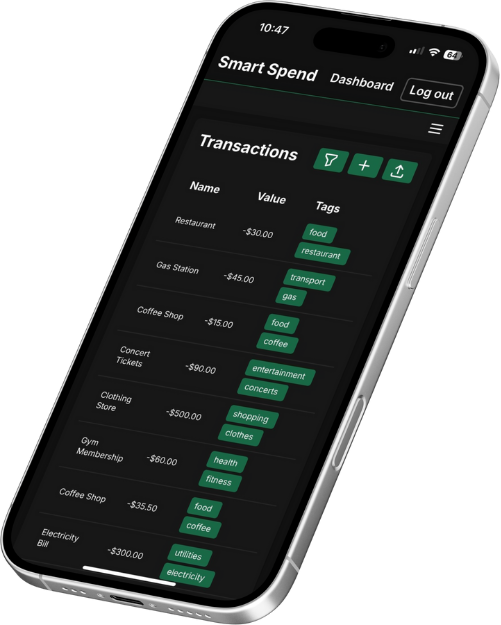 10:47
64
Smart Spend Dashboard Log out
Transactions
Name Value Tags
Restaurant -$30.00 food
restaurant
Gas Station -$45.00 transport
gas
Coffee Shop -$15.00 food
coffee
Concert
Tickets -$90.00 entertainment
concerts
Clothing
Store -$500.00 shopping
clothes
Gym
Membership -$60.00 health
fitness
Coffee Shop -$35.50 food
coffee
Electricity
Bill -$300.00 utilities
electricity